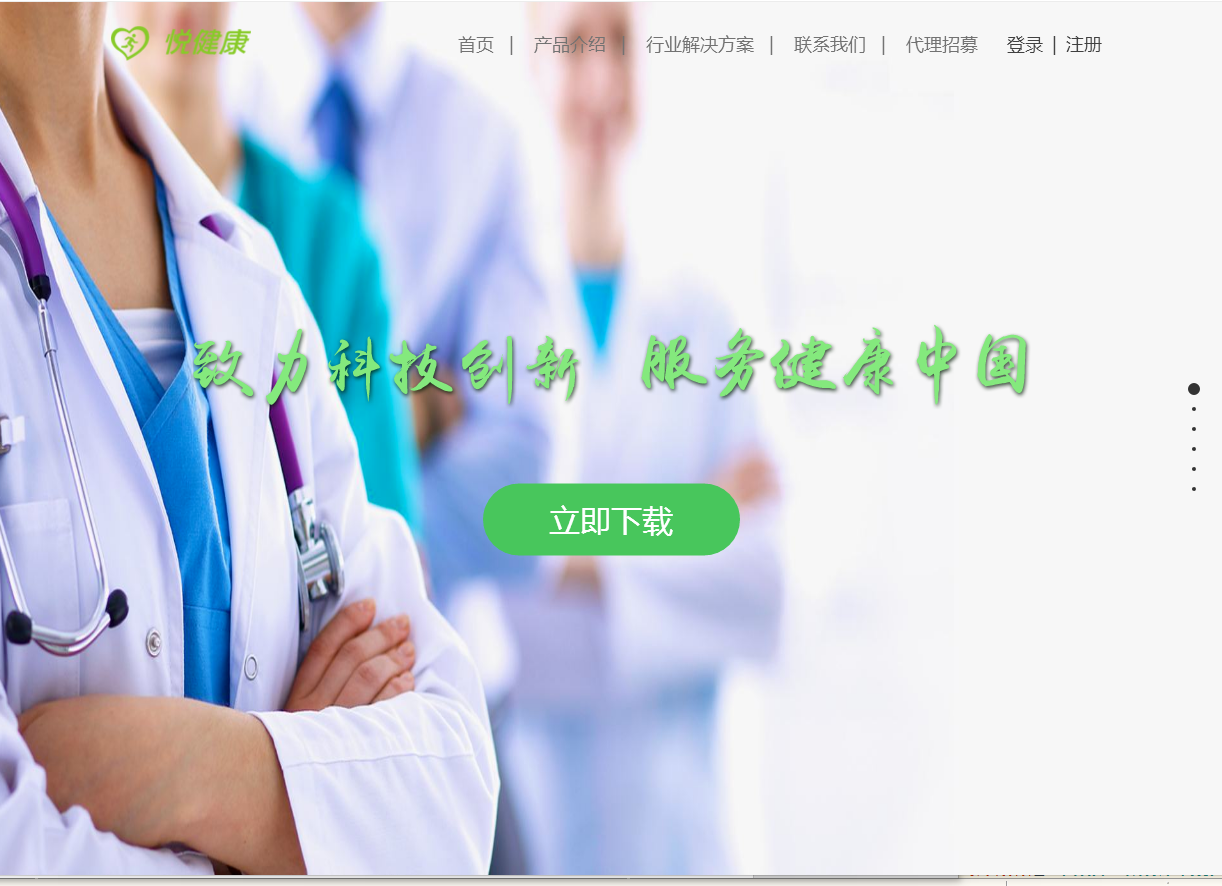 悦健康
首页 | 产品介绍 | 行业解决方案 | 联系我们 | 代理招募 登录 | 注册
致力科技创新 服务健康中国
立即下载